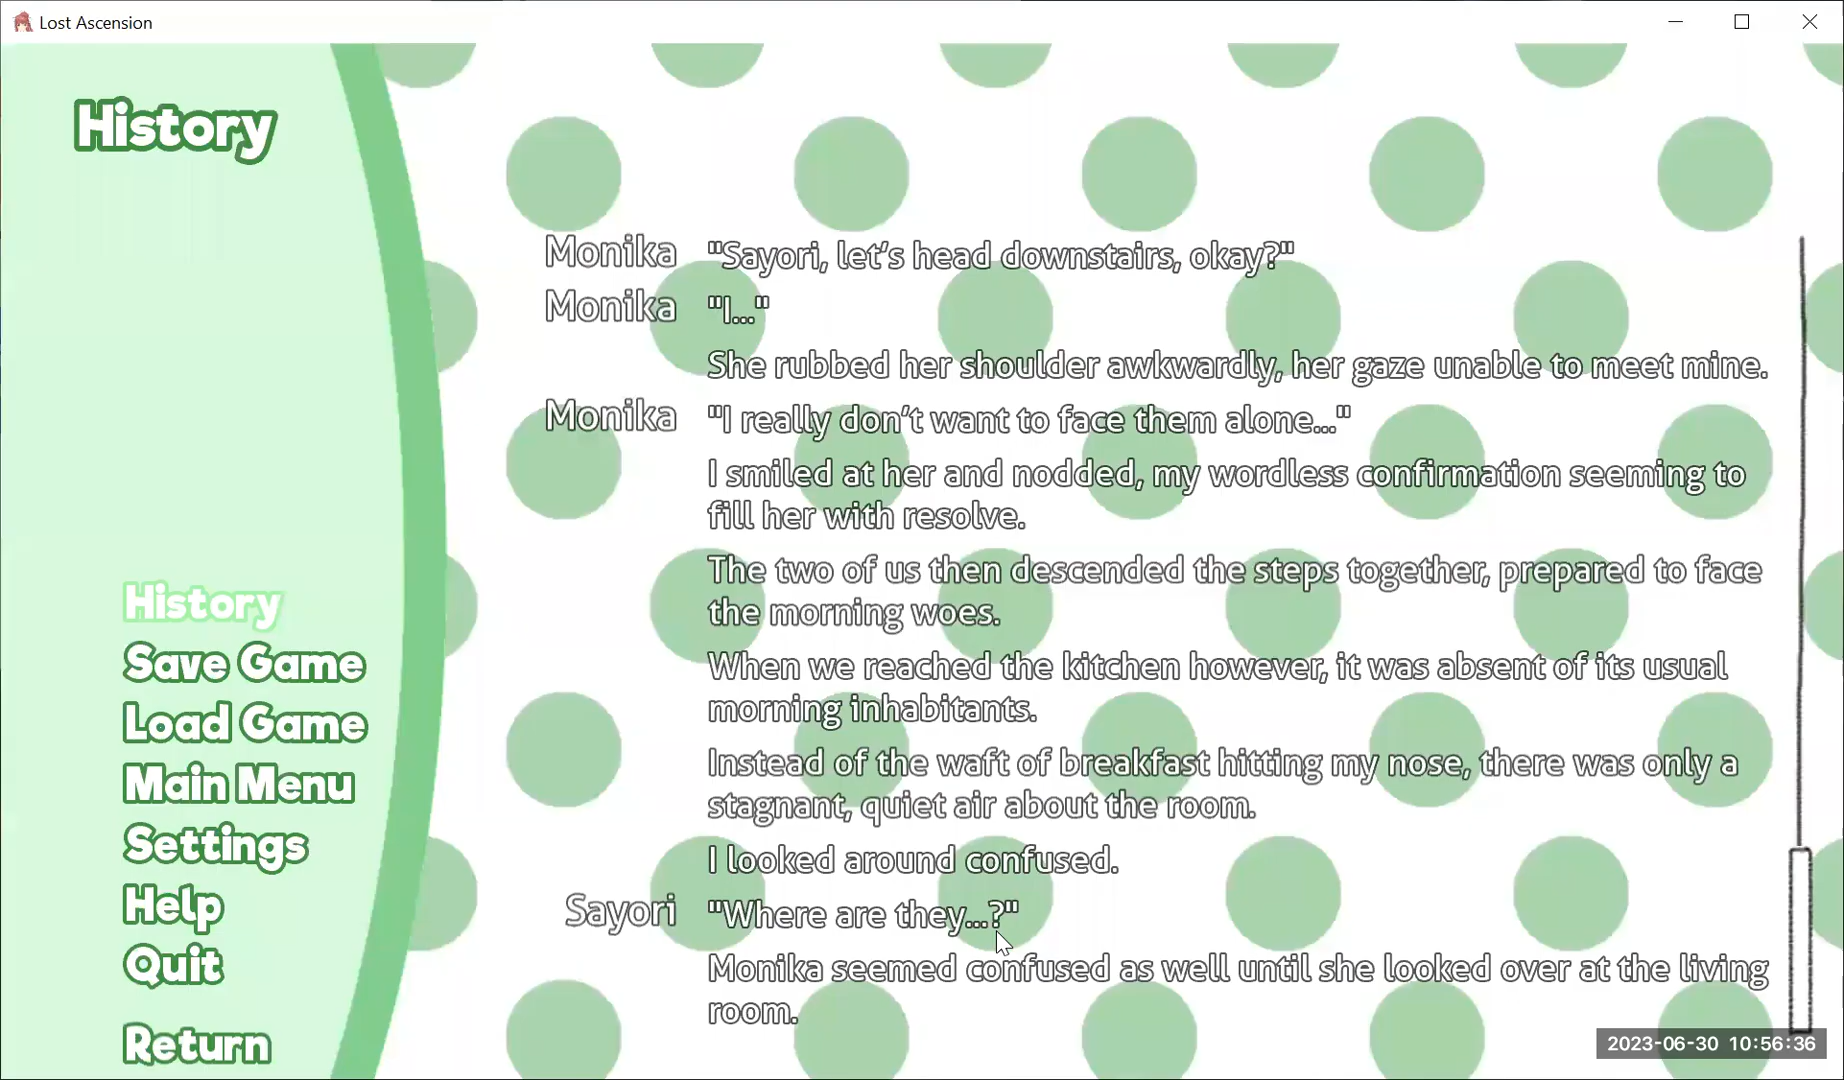 Lost Ascension
History
Monika "Sayori, let's head downstairs, okay?"
Monika "I..."
She rubbed her shoulder awkwardly, her gaze unable to meet mine.
Monika "I really don't want to face them alone..."
I smiled at her and nodded, my wordless confirmation seeming to
fill her with resolve.
The two of us then descended the steps together, prepared to face
the morning woes.
When we reached the kitchen however, it was absent of its usual
morning inhabitants.
Instead of the waft of breakfast hitting my nose, there was only a
stagnant, quiet air about the room.
I looked around confused.
Sayori "Where are they...?"
Monika seemed confused as well until she looked over at the living
room.
History
Save Game
Load Game
Main Menu
Settings
Help
Quit
Return
2023-06-30 10:56:36